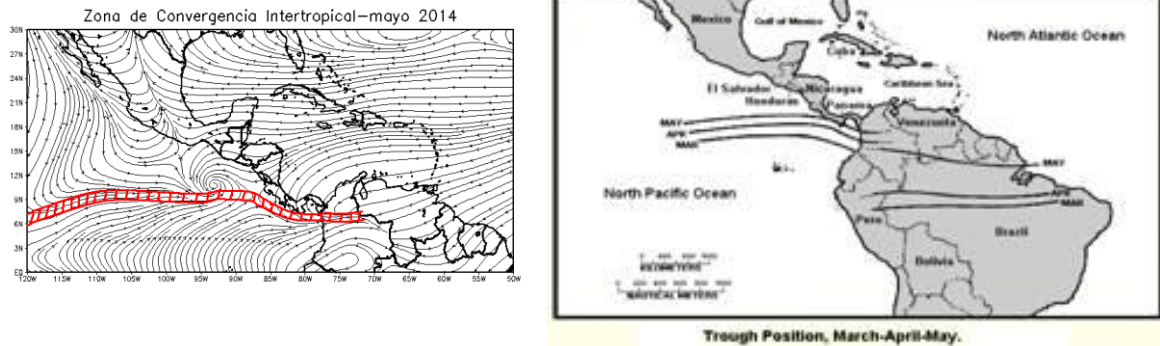 Zona de Convergencia Intertropical-mayo 2014
30N
27N
24N
21N
18N
15N
12N
9N
6N
3N
EQ
120W 115W 110W 105W 100W 95W 90W 85W 80W 75W 70W 65W 60W 55W 50W
Mexico
Gulf of Mexico
North Atlantic Ocean
Cuba
El Salvador
Nicaragua
Caribbean Sea
Honduras
Panama
MAY
APR
MAR
Venezuela
MAY
North Pacific Ocean
APR
MAR
Peru
Brazil
Bolivia
KILOMETERS
NAUTICAL METERS
Trough Position, March-April-May.